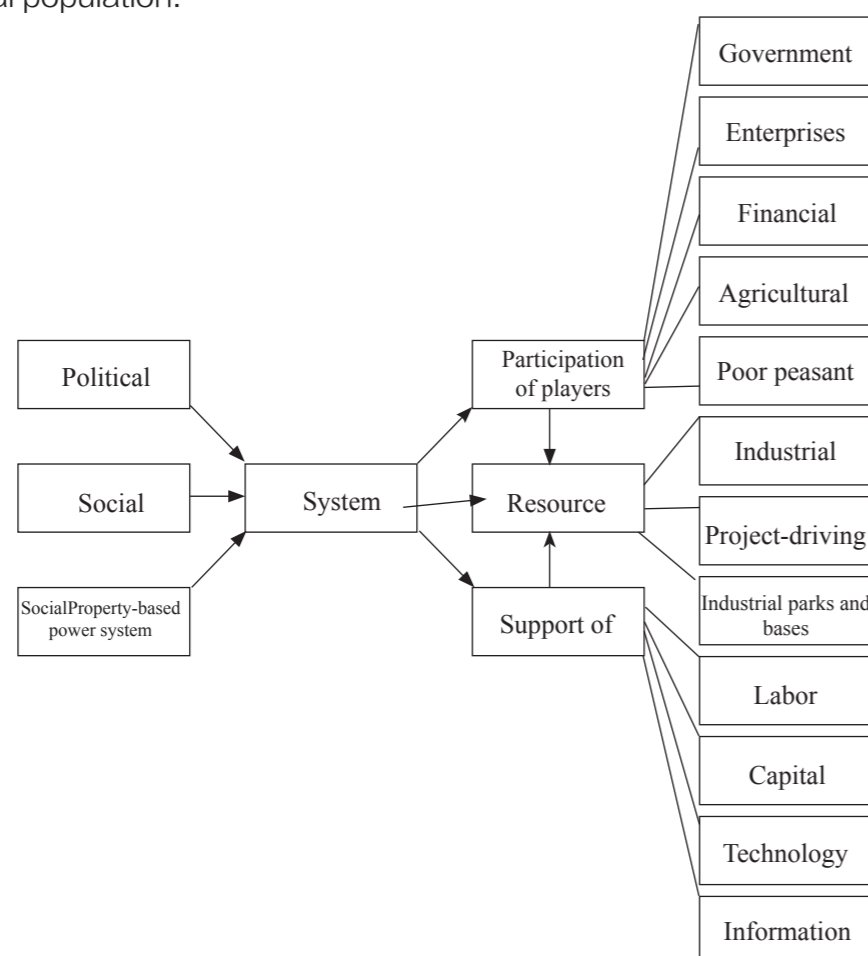 al population.
Government
Enterprises
Financial
Agricultural
Poor peasant
Industrial
Project-driving
Industrial parks and
bases
Labor
Capital
Technology
Information
Participation
of players
Resource
Support of
System
Political
Social
SocialProperty-based
power system